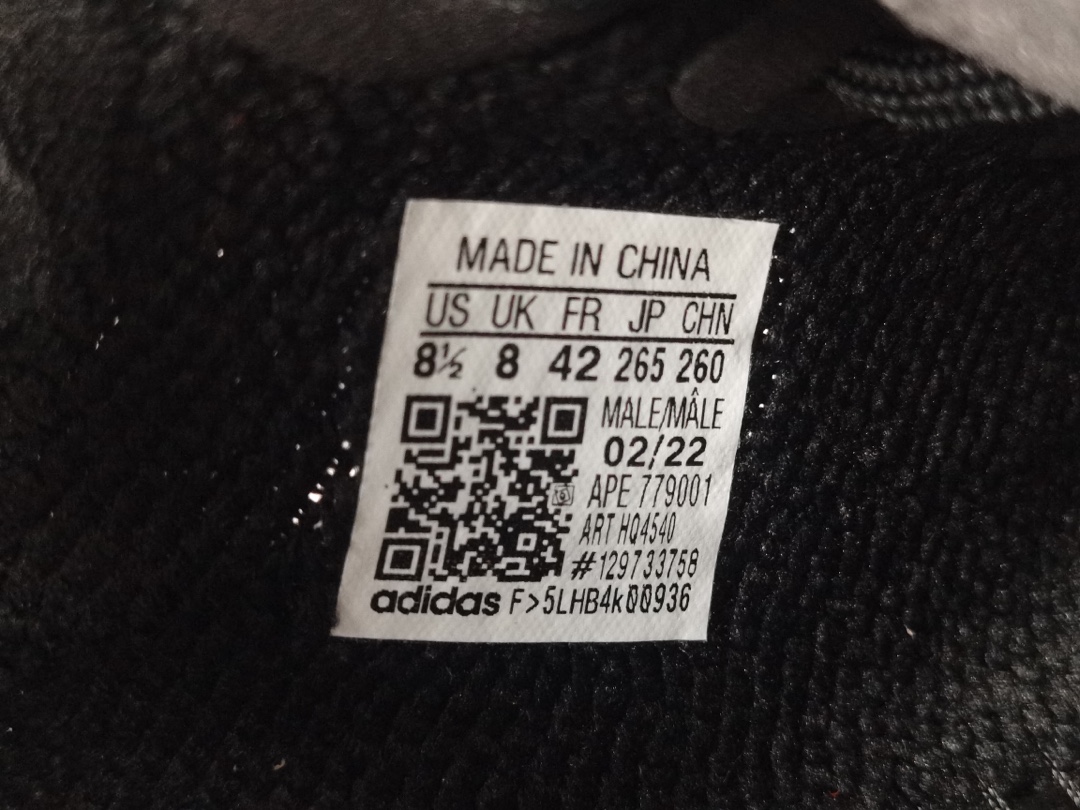 MADE IN CHINA
US UK FR JP CHN
8½ 8 42 265 260
MALE/MÂLE
02/22
APE 779001
ART HQ4540
#129733758
adidas F>5LHB4k00936